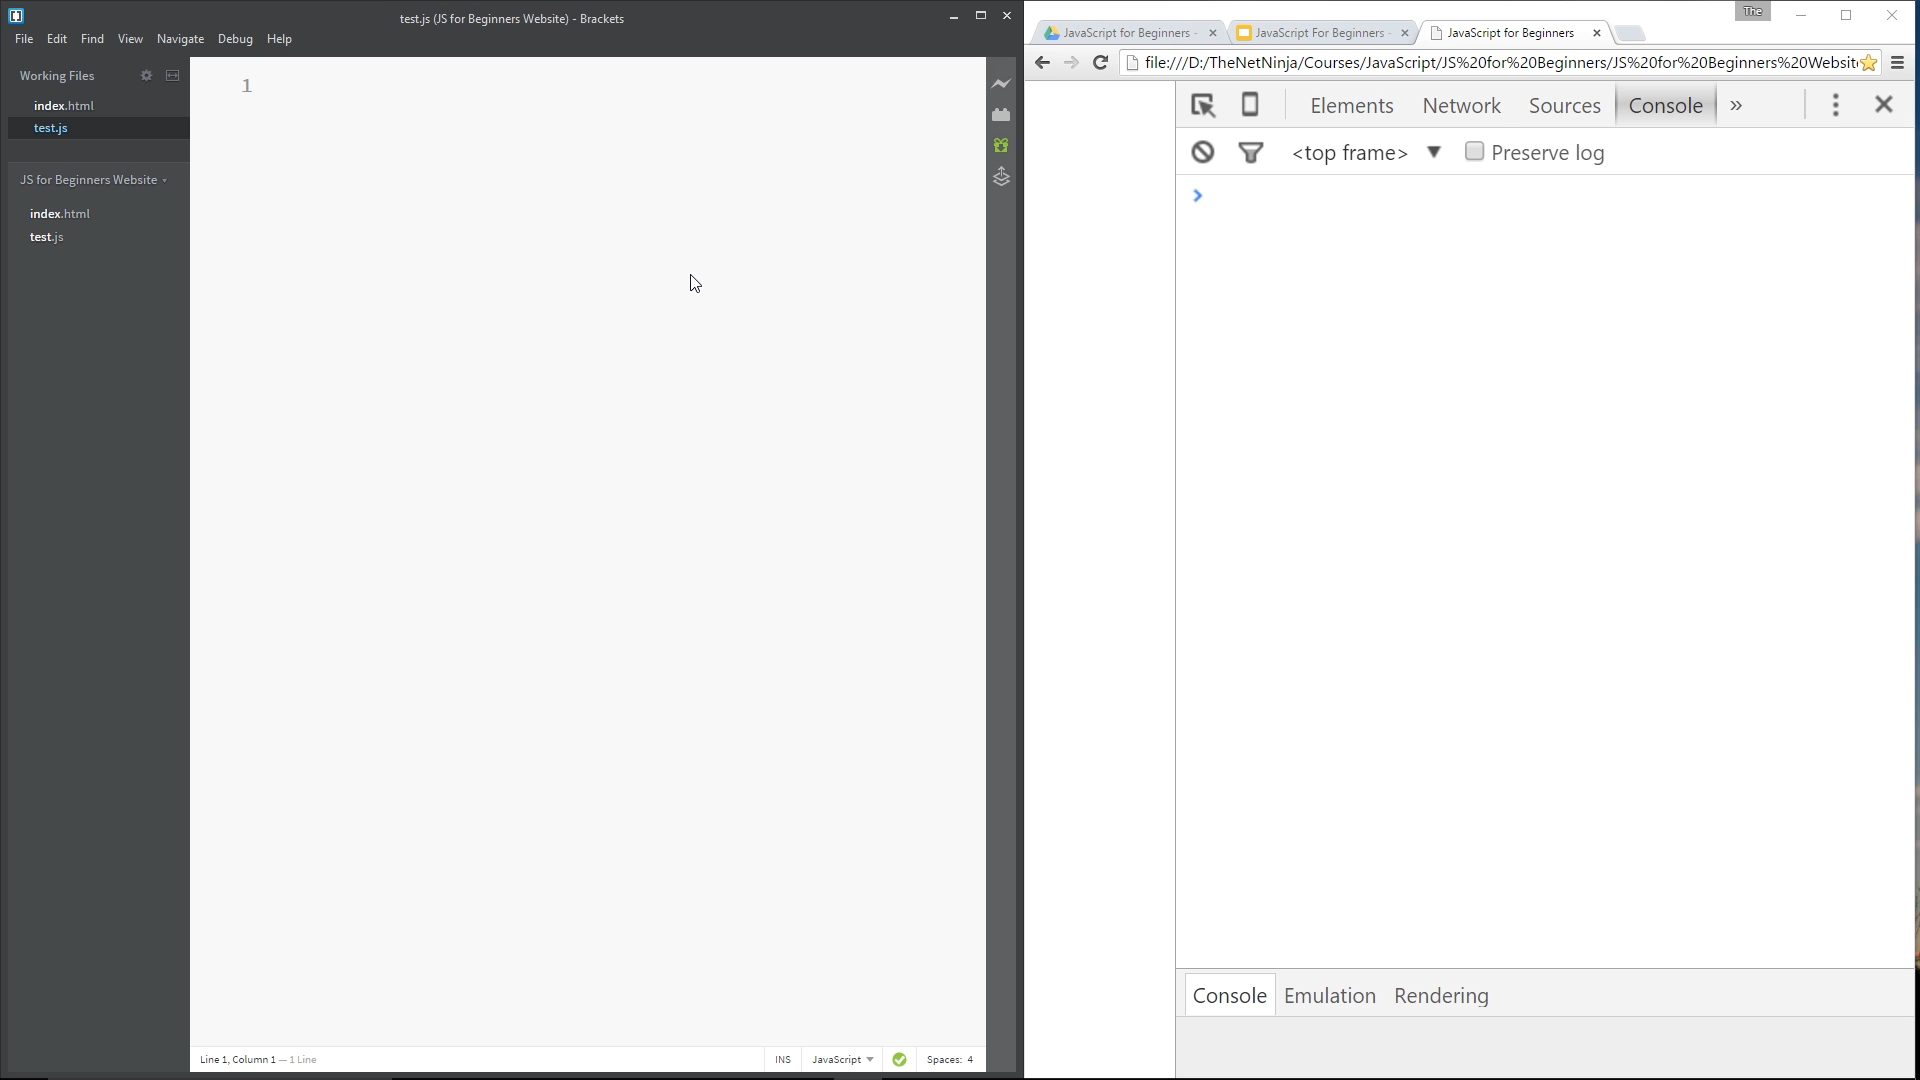 test.js (JS for Beginners Website) - Brackets
File Edit Find View Navigate Debug Help
Working Files
index.html
test.js
JS for Beginners Website
index.html
test.js
1
Line 1, Column 1 — 1 Line
INS JavaScript Spaces: 4
The
JavaScript for Beginners - JavaScript For Beginners - JavaScript for Beginners
file:///D:/TheNetNinja/Courses/JavaScript/JS%20for%20Beginners/JS%20for%20Beginners%20Websit
Elements Network Sources Console »
<top frame> Preserve log
Console Emulation Rendering